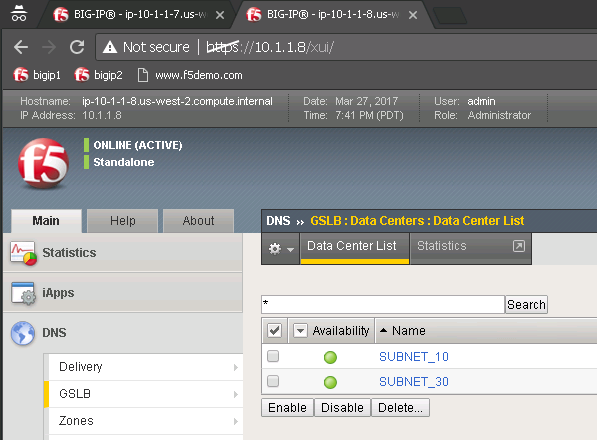 BIG-IP® - ip-10-1-1-7.us-w
BIG-IP® - ip-10-1-1-8.us-w
Not secure https://10.1.1.8/xui/
bigip1 bigip2 www.f5demo.com
Hostname: ip-10-1-1-8.us-west-2.compute.internal Date: Mar 27, 2017 User: admin
IP Address: 10.1.1.8 Time: 7:41 PM (PDT) Role: Administrator
f5
ONLINE (ACTIVE)
Standalone
Main Help About
DNS ›› GSLB : Data Centers : Data Center List
Statistics
Data Center List Statistics
iApps
*
Search
DNS
Availability Name
Delivery
SUBNET_10
GSLB
SUBNET_30
Zones
Enable Disable Delete...